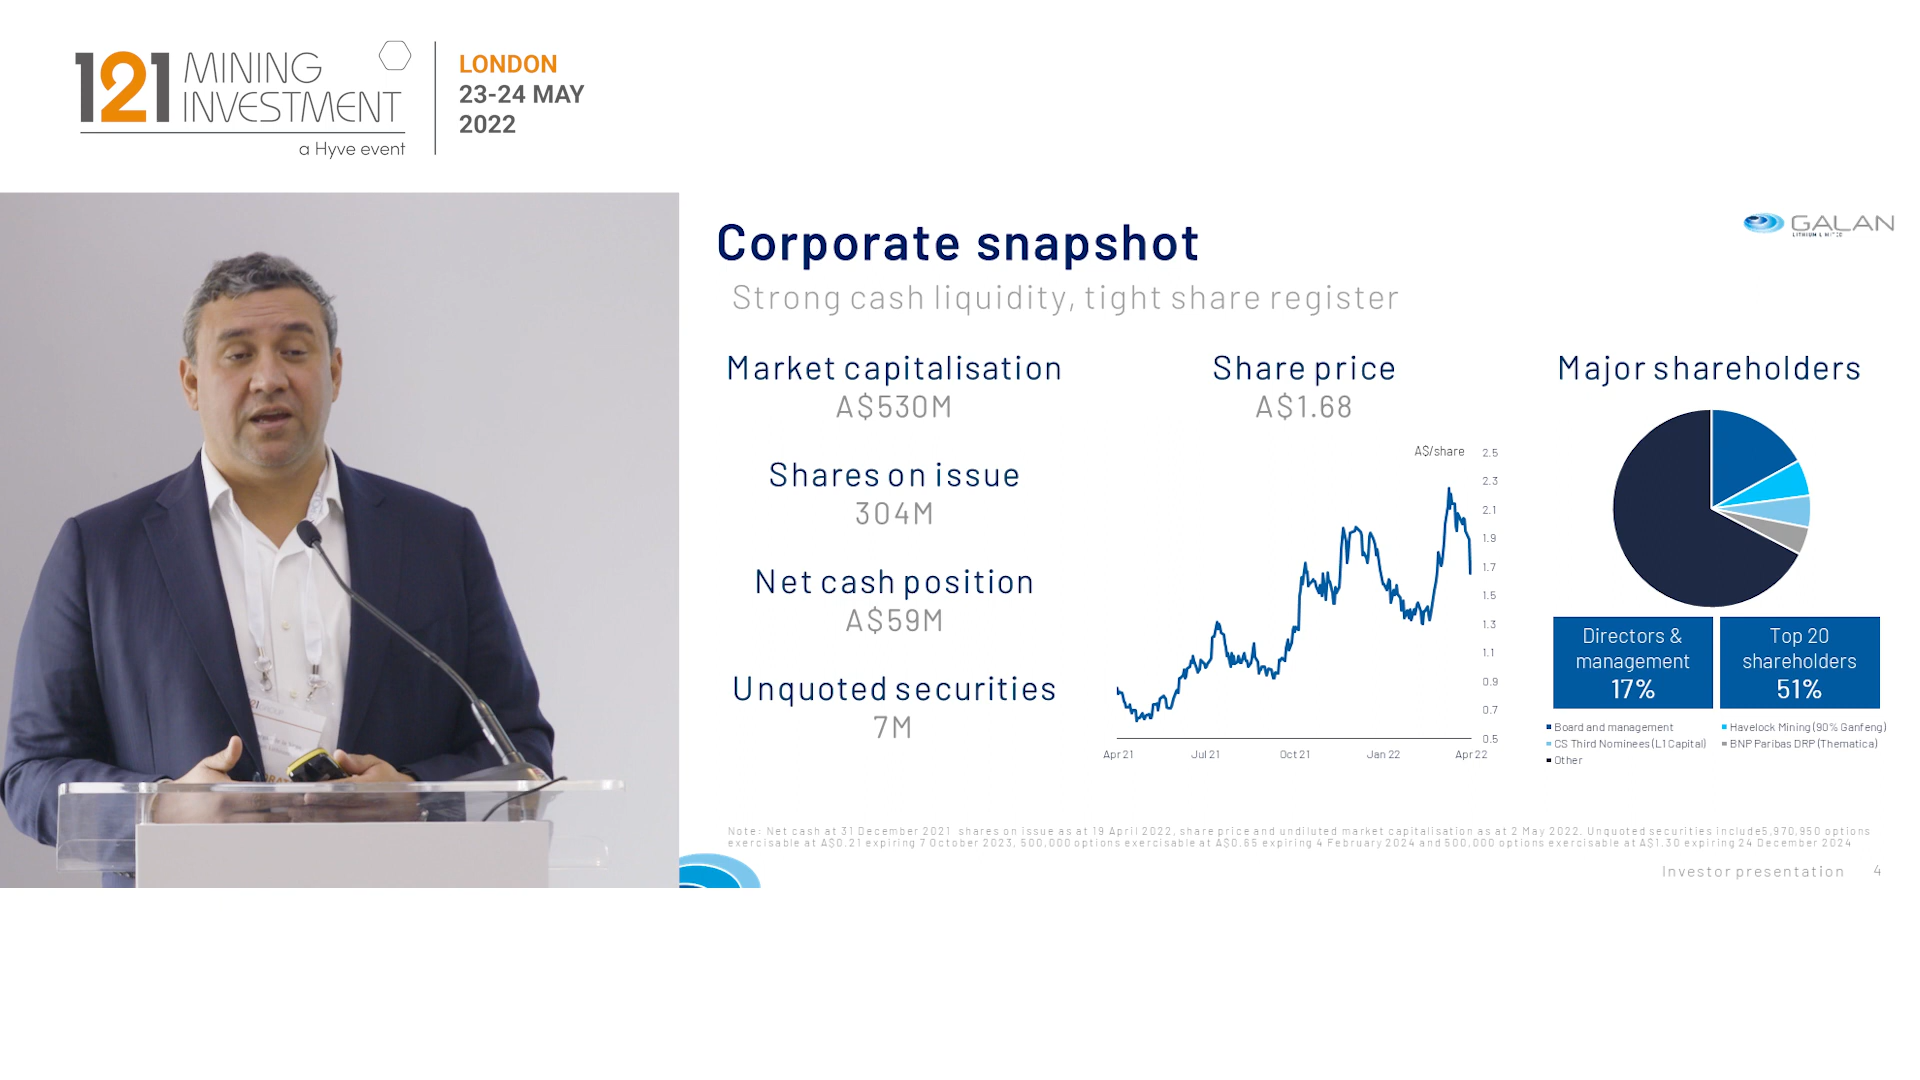 121 MINING
INVESTMENT
a Hyve event
LONDON
23-24 MAY
2022
GALAN
LITHIUM LIMITED
Corporate snapshot
Strong cash liquidity, tight share register
Market capitalisation
A$530M
Shares on issue
304M
Net cash position
A$59M
Unquoted securities
7M
Share price
A$1.68
A$/share
2.5
2.3
2.1
1.9
1.7
1.5
1.3
1.1
0.9
0.7
0.5
Apr 21 Jul 21 Oct 21 Jan 22 Apr 22
Major shareholders
Directors &
management
17%
Top 20
shareholders
51%
Board and management Havelock Mining (90% Ganfeng)
CS Third Nominees (L1 Capital) BNP Paribas DRP (Thematica)
Other
Note: Net cash at 31 December 2021 shares on issue as at 19 April 2022, share price and undiluted market capitalisation as at 2 May 2022. Unquoted securities include5,970,950 options
exercisable at A$0.21 expiring 7 October 2023, 500,000 options exercisable at A$0.65 expiring 4 February 2024 and 500,000 options exercisable at A$1.30 expiring 24 December 2024
Investor presentation 4